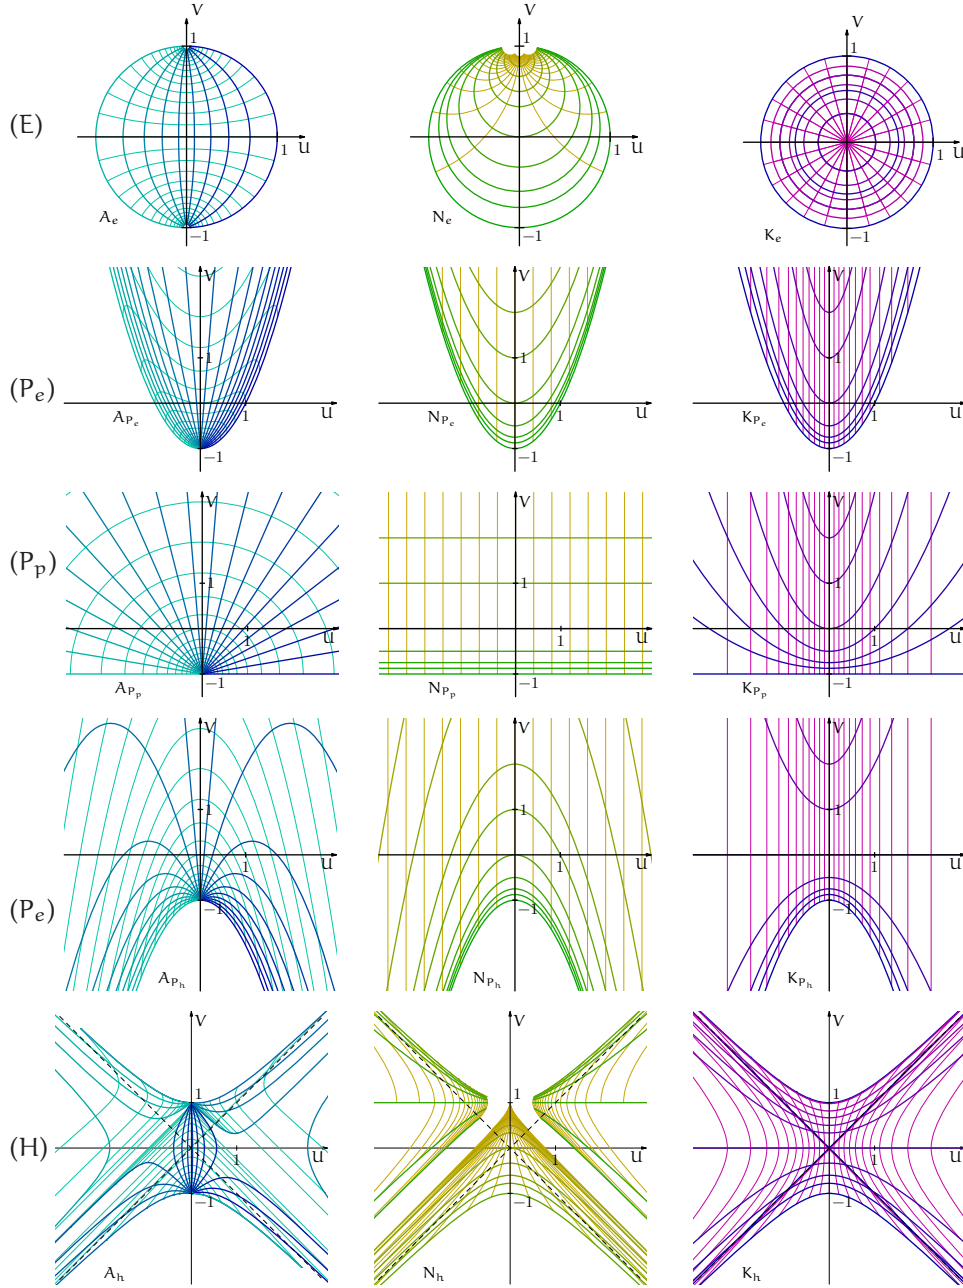 V V V
1 1 1
(E)
u 1 u 1 1 u
A_e N_e K_e
−1 −1 −1
V V V
1 1 1
(P_e)
A_{P_e} 1 u N_{P_e} 1 u K_{P_e} 1 u
−1 −1 −1
V V V
(P_p)
1 1 1
1 u 1 u 1 u
A_{P_p} −1 N_{P_p} −1 K_{P_p} −1
V V V
1 1 1
1 u 1 u 1 u
(P_e)
−1 −1 −1
A_{P_h} N_{P_h} K_{P_h}
V V V
1 1 1
(H)
1 u 1 u 1 u
−1 −1 −1
A_h N_h K_h